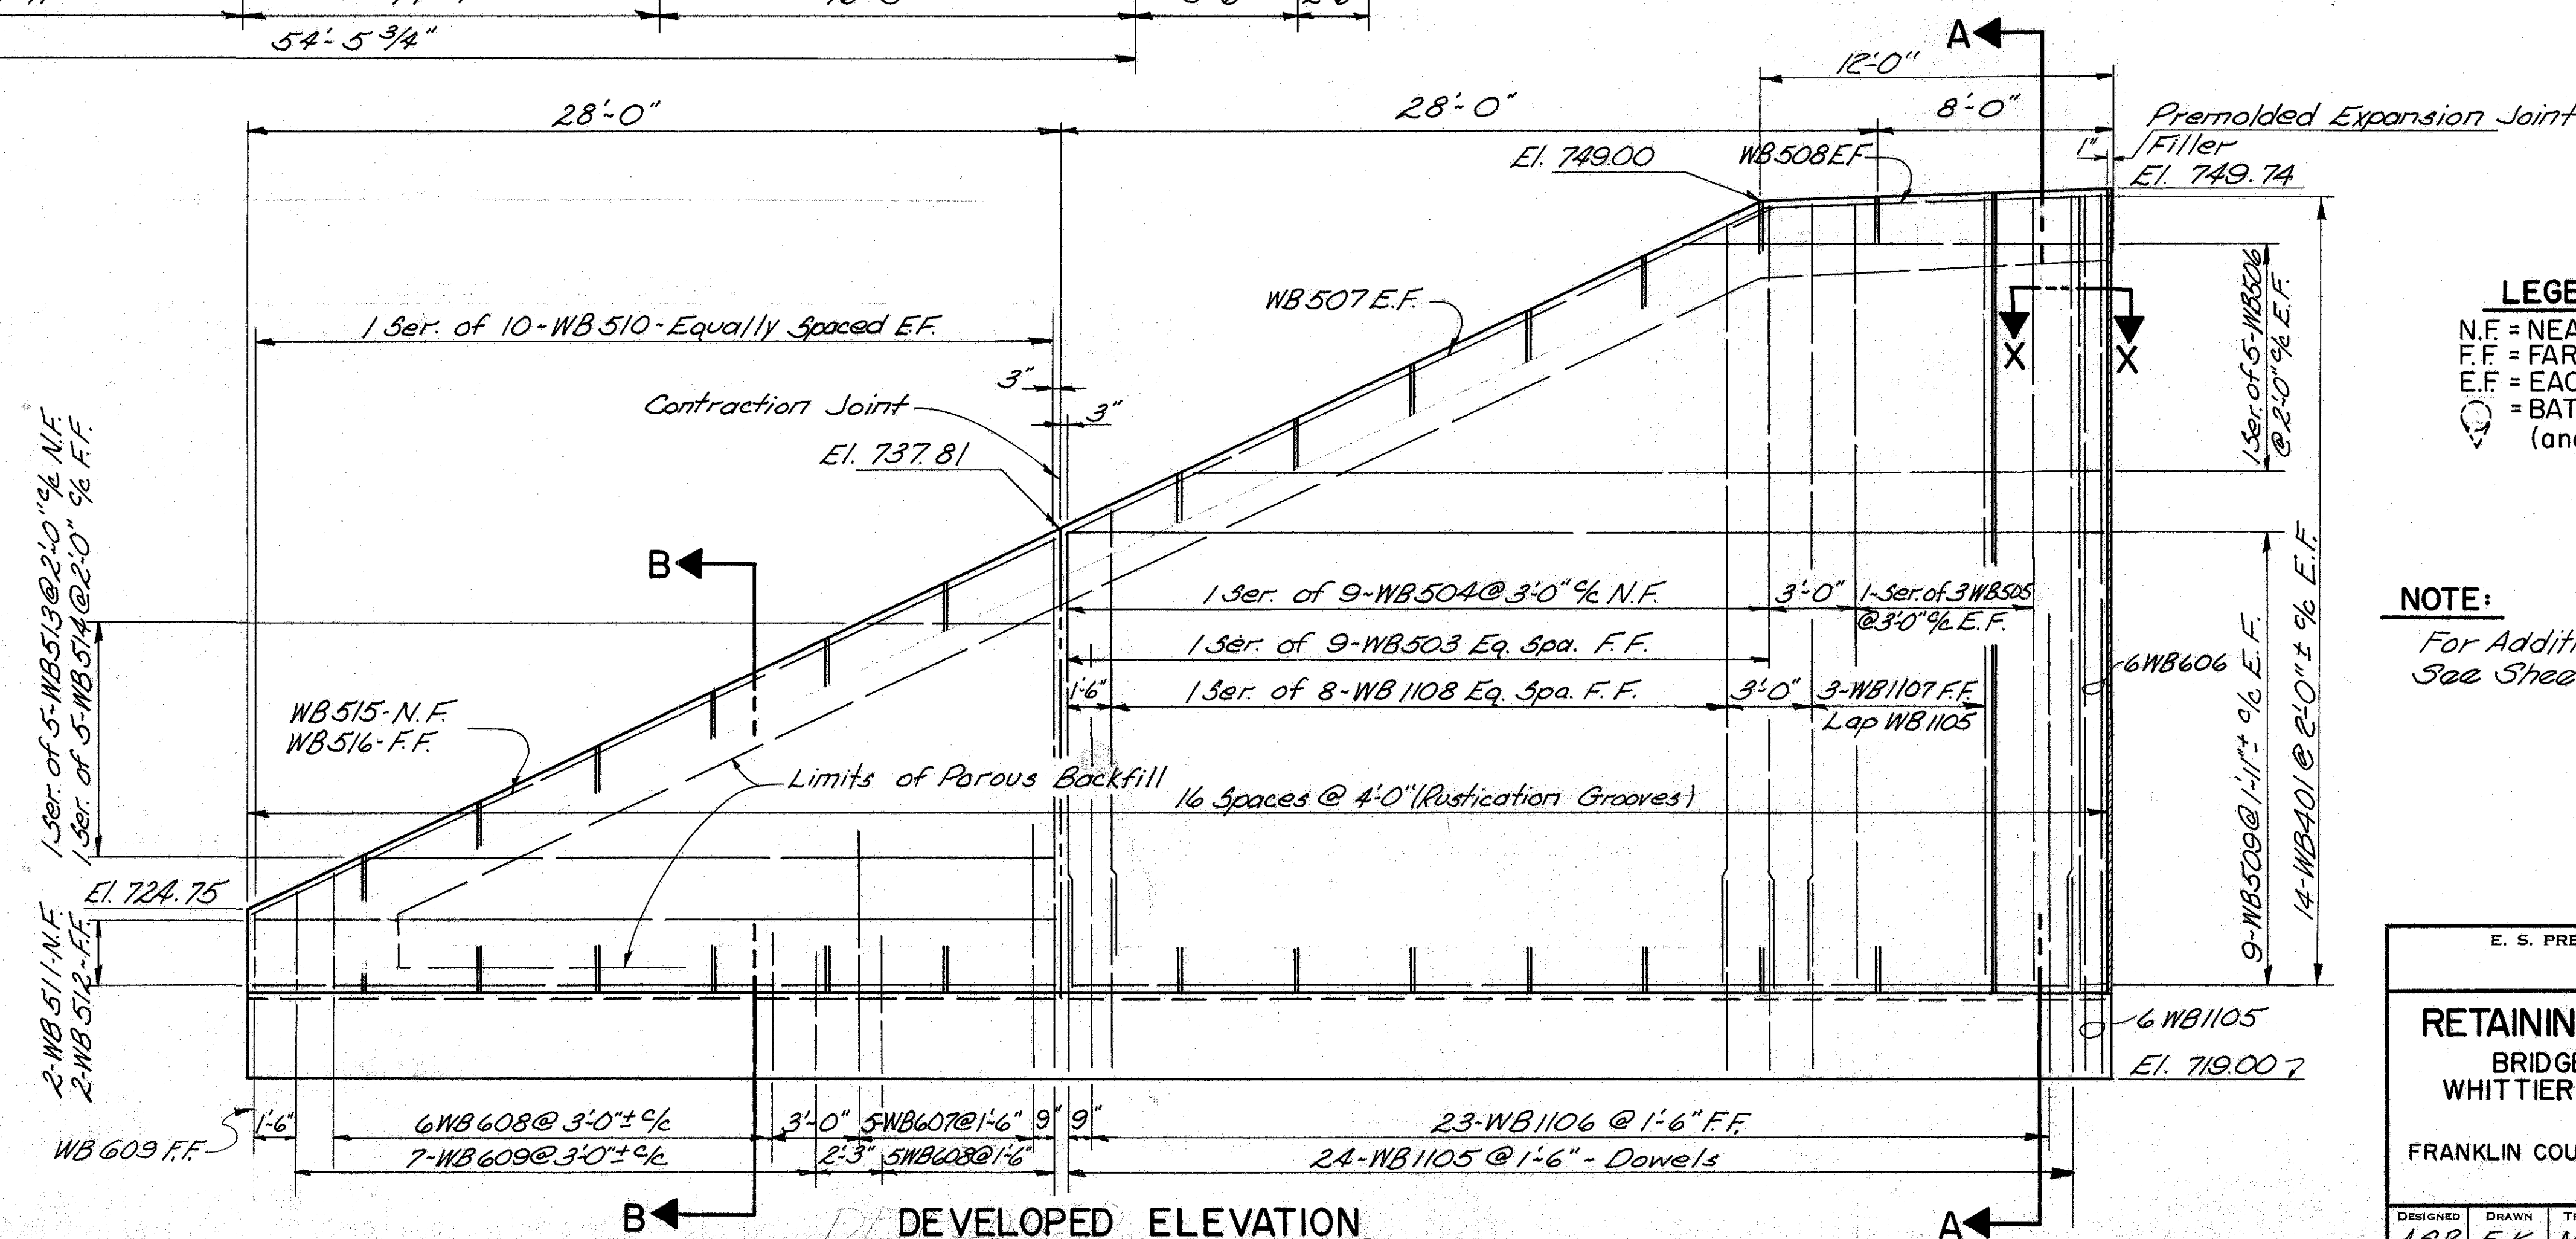 54'-5 3/4"
A
12'-0"
28'-0"
28'-0"
8'-0"
Premolded Expansion Joint
Filler
1"
El. 749.00
WB508 E.F.
El. 749.74
LEGE
N.F. = NEA
F.F. = FAR
E.F. = EAC
= BAT
(and
WB507 E.F.
1 Ser. of 10-WB510-Equally Spaced E.F.
3"
Contraction Joint
3"
El. 737.81
X X
1 Ser. of 5-WB506
@ 2'-0" c/c E.F.
1 Ser. of 5-WB513 @ 2'-0" c/c N.F.
1 Ser. of 5-WB514 @ 2'-0" c/c F.F.
B
1 Ser. of 9-WB504 @ 3'-0" c/c N.F.
3'-0"
1-Ser. of 3 WB505
@ 3'-0" c/c E.F.
NOTE:
For Additi
See Shee
1 Ser. of 9-WB503 Eq. Spa. F.F.
6WB606
1'-6"
1 Ser. of 8-WB1108 Eq. Spa. F.F.
3'-0"
3-WB1107 F.F.
Lap WB1105
WB515-N.F.
WB516-F.F.
Limits of Porous Backfill
16 Spaces @ 4'-0" (Rustication Grooves)
9-WB509 @ 1'-11"± c/c E.F.
14-WB401 @ 2'-0"± c/c E.F.
El. 724.75
2-WB511-N.F.
2-WB512-F.F.
E. S. PRE
RETAININ
BRIDGE
WHITTIER
FRANKLIN COU
6 WB1105
El. 719.00
WB609 F.F.
1'-6"
6WB608 @ 3'-0"± c/c
3'-0"
5-WB607@1'-6"
9"
9"
23-WB1106 @ 1'-6" F.F.
7-WB609 @ 3'-0"± c/c
2'-3"
5WB608@1'-6"
24-WB1105 @ 1'-6" - Dowels
B
DEVELOPED ELEVATION
A
DESIGNED DRAWN